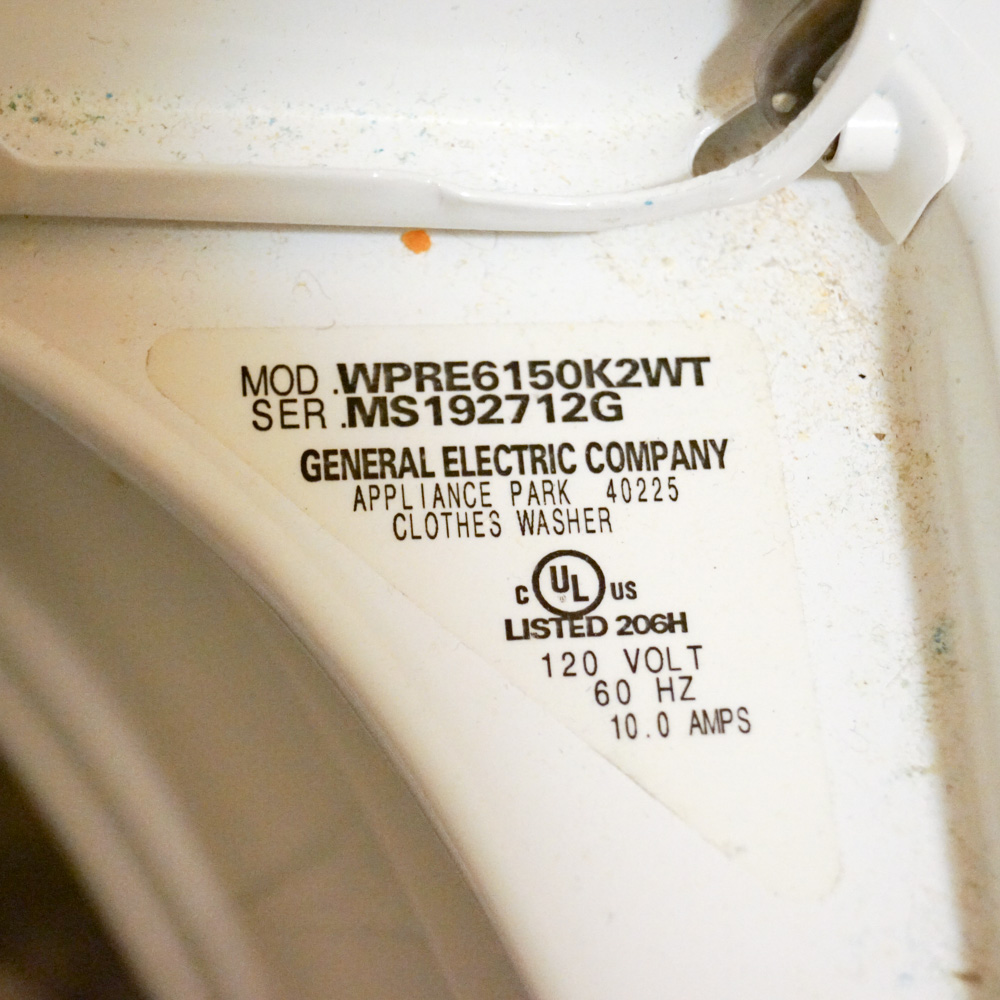 MOD.WPRE6150K2WT
SER.MS192712G
GENERAL ELECTRIC COMPANY
APPLIANCE PARK 40225
CLOTHES WASHER
C UL US
LISTED 206H
120 VOLT
60 HZ
10.0 AMPS